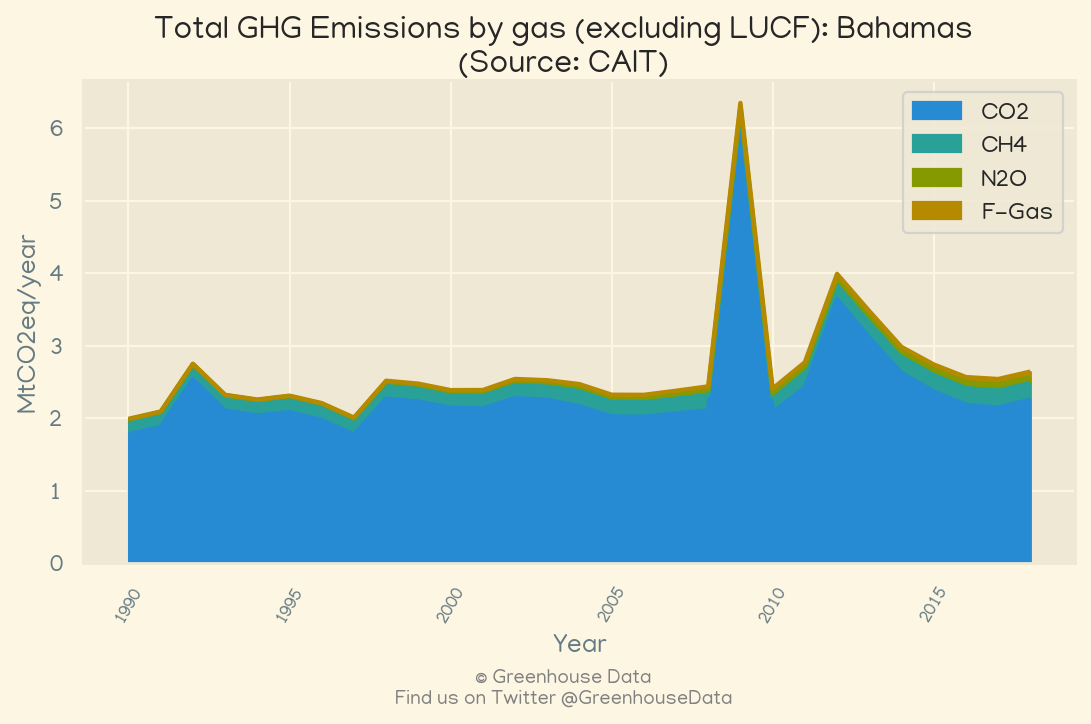 Total GHG Emissions by gas (excluding LUCF): Bahamas
(Source: CAIT)
CO2
CH4
N2O
F-Gas
MtCO2eq/year
6
5
4
3
2
1
0
1990
1995
2000
2005
2010
2015
Year
© Greenhouse Data
Find us on Twitter @GreenhouseData